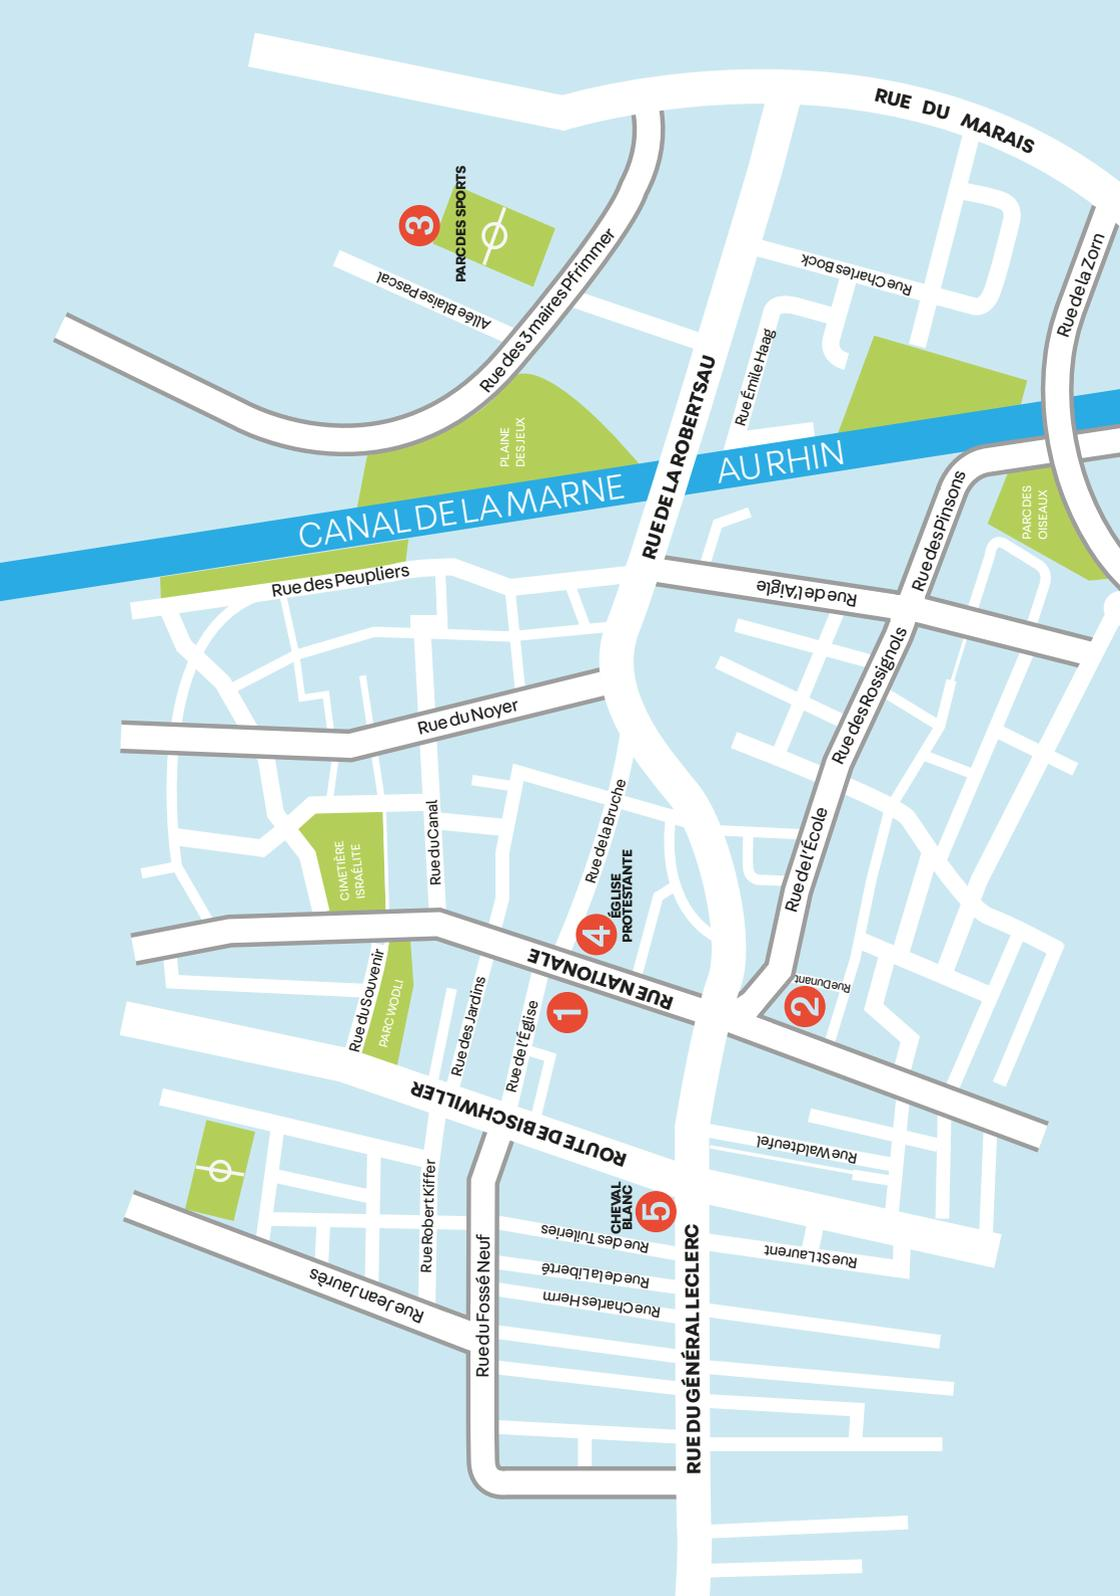 RUE DU MARAIS
3
PARC DES SPORTS
Allée Blaise Pascal
Rue des 3 maires Pfrimmer
Rue Charles Bock
Rue de la Zorn
Rue Émile Haag
RUE DE LA ROBERTSAU
PLAINE
DES JEUX
CANAL DE LA MARNE
AU RHIN
PARC DES
OISEAUX
Rue des Pinsons
Rue des Peupliers
Rue de l'Aigle
Rue des Rossignols
Rue du Noyer
Rue de la Bruche
Rue du Canal
Rue de l'École
CIMETIÈRE
ISRAÉLITE
4
ÉGLISE
PROTESTANTE
RUE NATIONALE
1
2
Rue Dunant
Rue du Souvenir
PARC WODLI
Rue des Jardins
Rue de l'Église
ROUTE DE BISCHWILLER
Rue Waldteufel
Rue Robert Kiffer
CHEVAL
BLANC
5
Rue des Tuileries
Rue de la Liberté
Rue Charles Herm
Rue St Laurent
Rue Jean Jaurès
Rue du Fossé Neuf
RUE DU GÉNÉRAL LECLERC